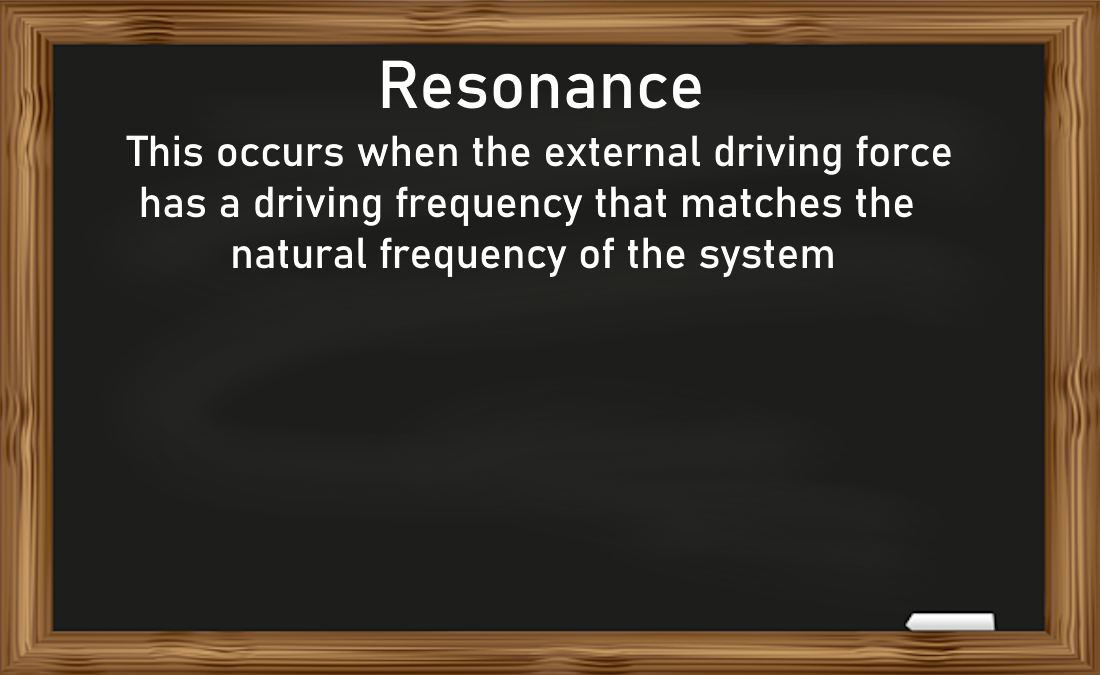 Resonance
This occurs when the external driving force
has a driving frequency that matches the
natural frequency of the system